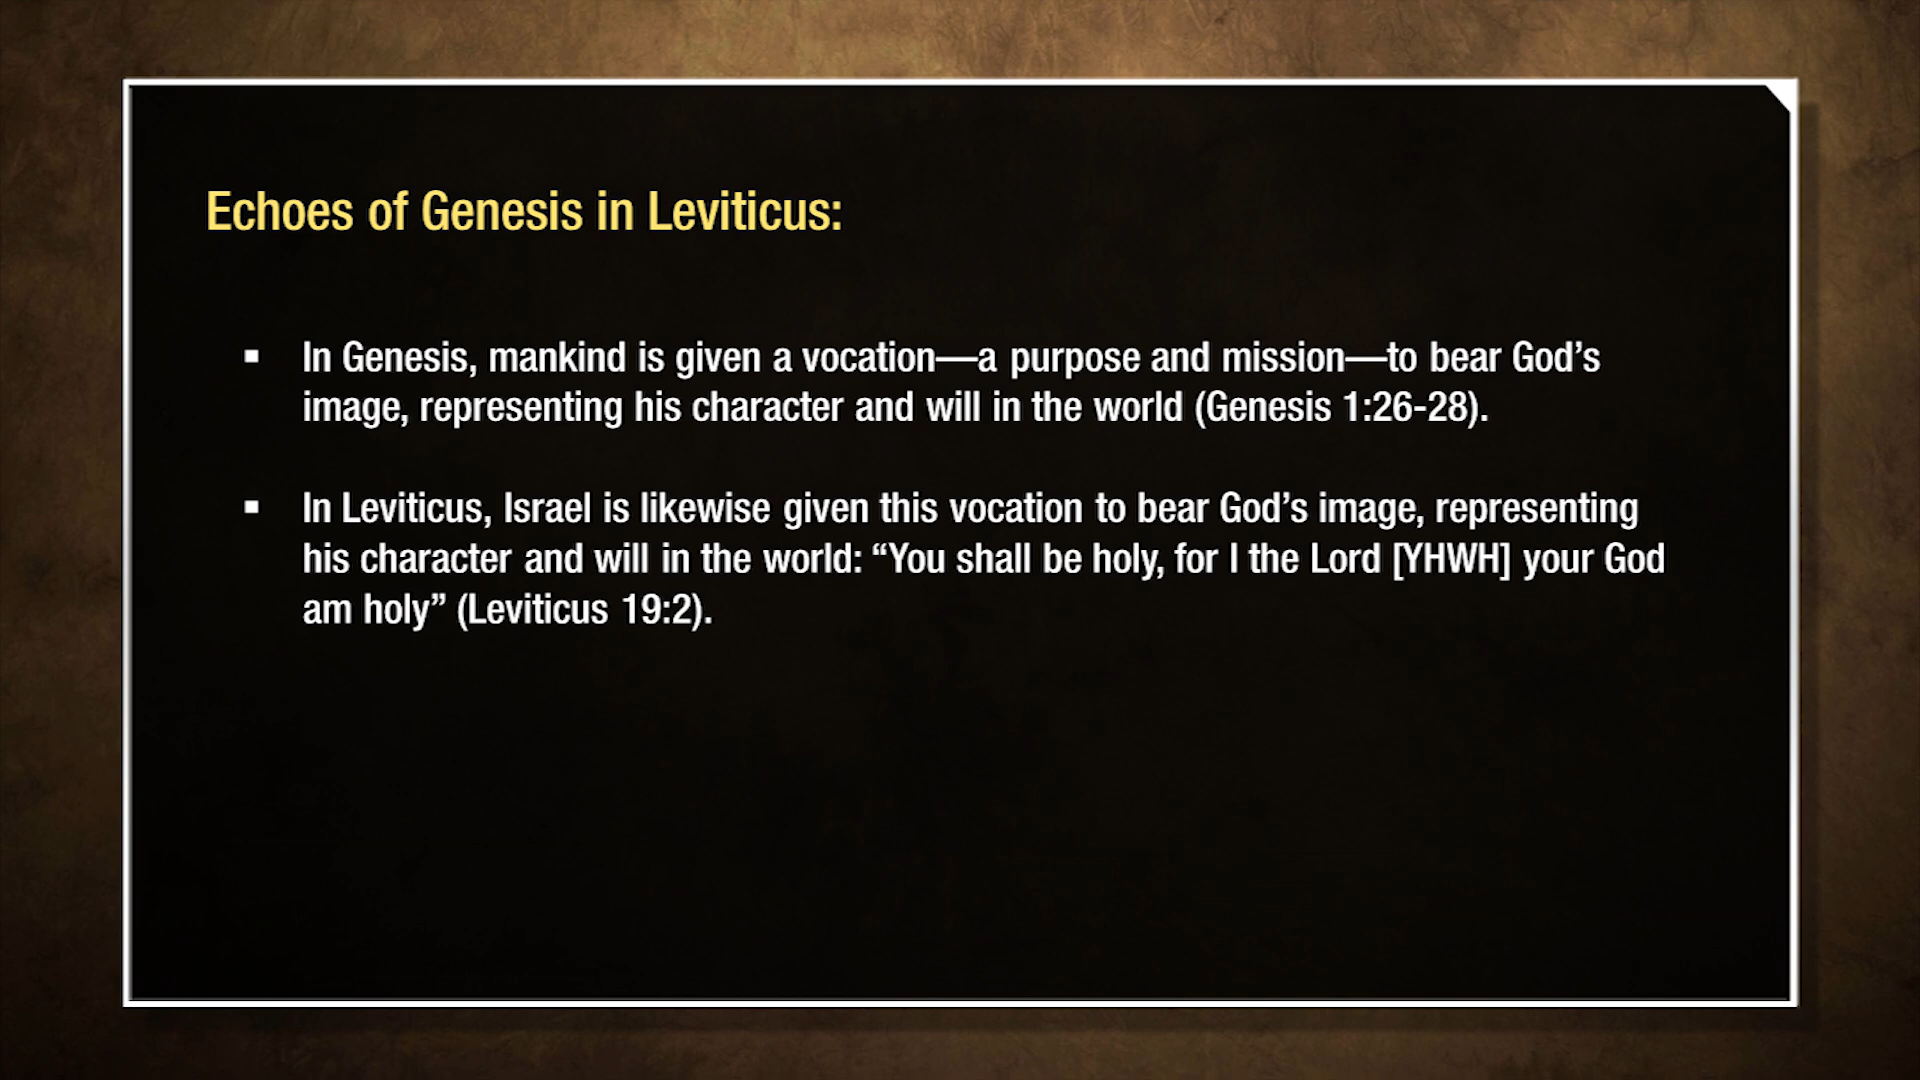 Echoes of Genesis in Leviticus:
▪ In Genesis, mankind is given a vocation—a purpose and mission—to bear God’s
image, representing his character and will in the world (Genesis 1:26-28).
▪ In Leviticus, Israel is likewise given this vocation to bear God’s image, representing
his character and will in the world: “You shall be holy, for I the Lord [YHWH] your God
am holy” (Leviticus 19:2).